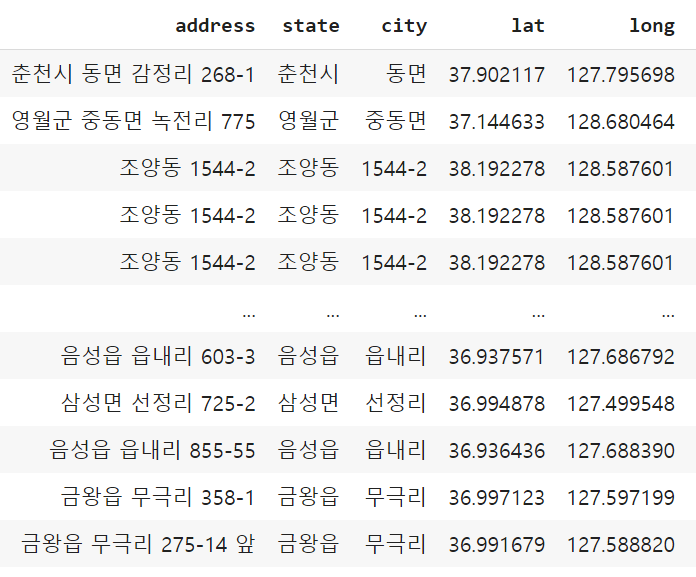 address state city lat long
춘천시 동면 감정리 268-1 춘천시 동면 37.902117 127.795698
영월군 중동면 녹전리 775 영월군 중동면 37.144633 128.680464
조양동 1544-2 조양동 1544-2 38.192278 128.587601
조양동 1544-2 조양동 1544-2 38.192278 128.587601
조양동 1544-2 조양동 1544-2 38.192278 128.587601
... ... ... ... ...
음성읍 읍내리 603-3 음성읍 읍내리 36.937571 127.686792
삼성면 선정리 725-2 삼성면 선정리 36.994878 127.499548
음성읍 읍내리 855-55 음성읍 읍내리 36.936436 127.688390
금왕읍 무극리 358-1 금왕읍 무극리 36.997123 127.597199
금왕읍 무극리 275-14 앞 금왕읍 무극리 36.991679 127.588820